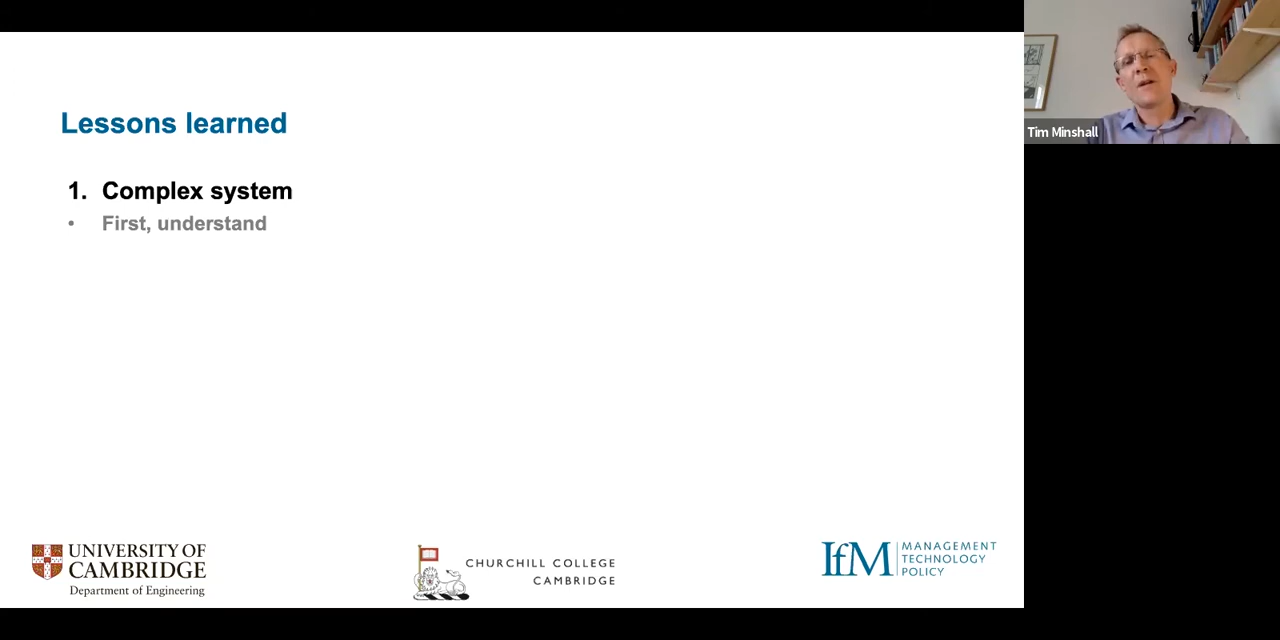 Lessons learned
1. Complex system
• First, understand
Tim Minshall
UNIVERSITY OF
CAMBRIDGE
Department of Engineering
CHURCHILL COLLEGE
CAMBRIDGE
IfM
MANAGEMENT
TECHNOLOGY
POLICY